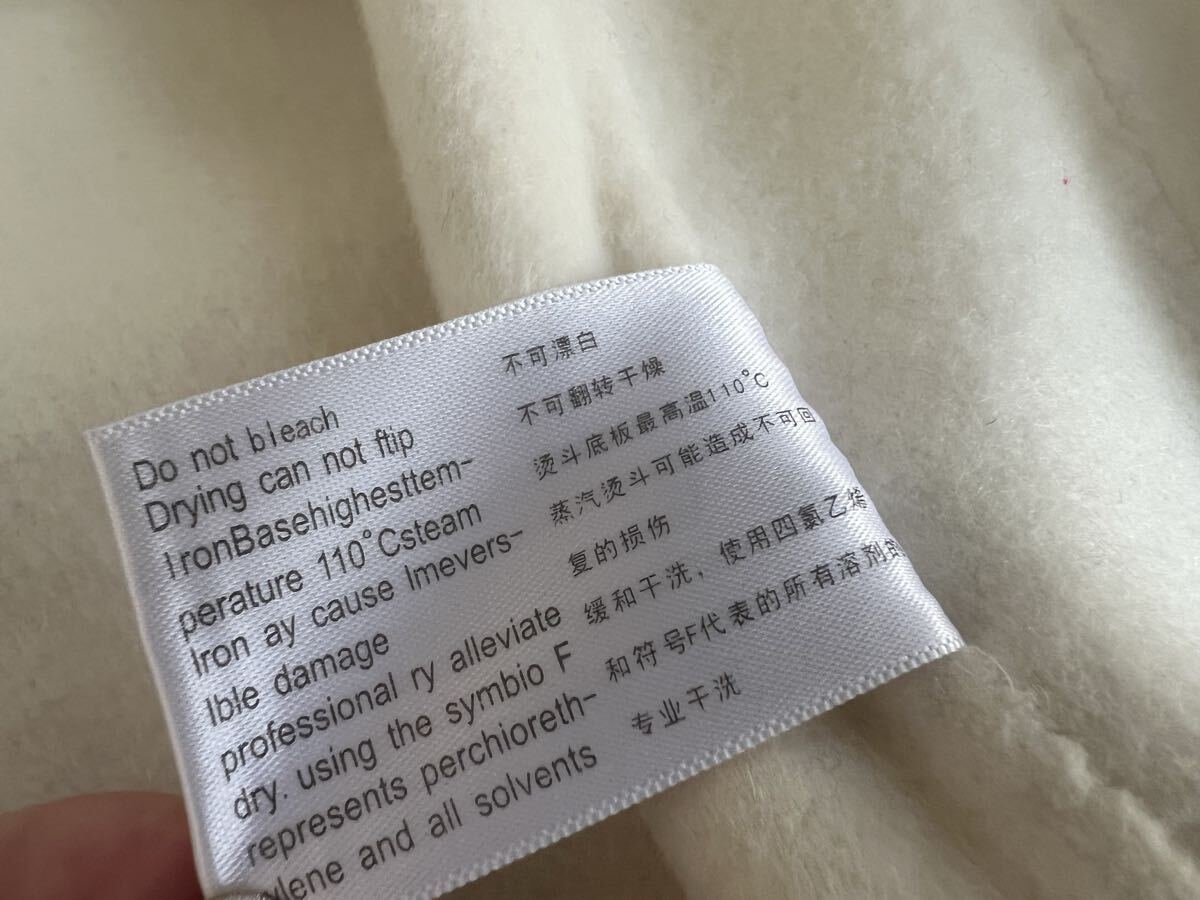 Do not bleach
Drying can not ftip
IronBasehighesttem-
perature 110°Csteam
Iron ay cause Imevers-
Ible damage
professional ry alleviate
dry. using the symbio F
represents perchioreth-
ylene and all solvents
不可漂白
不可翻转干燥
烫斗底板最高温110°C
蒸汽烫斗可能造成不可回
复的损伤
缓和干洗，使用四氯乙烯
和符号F代表的所有溶剂的
专业干洗